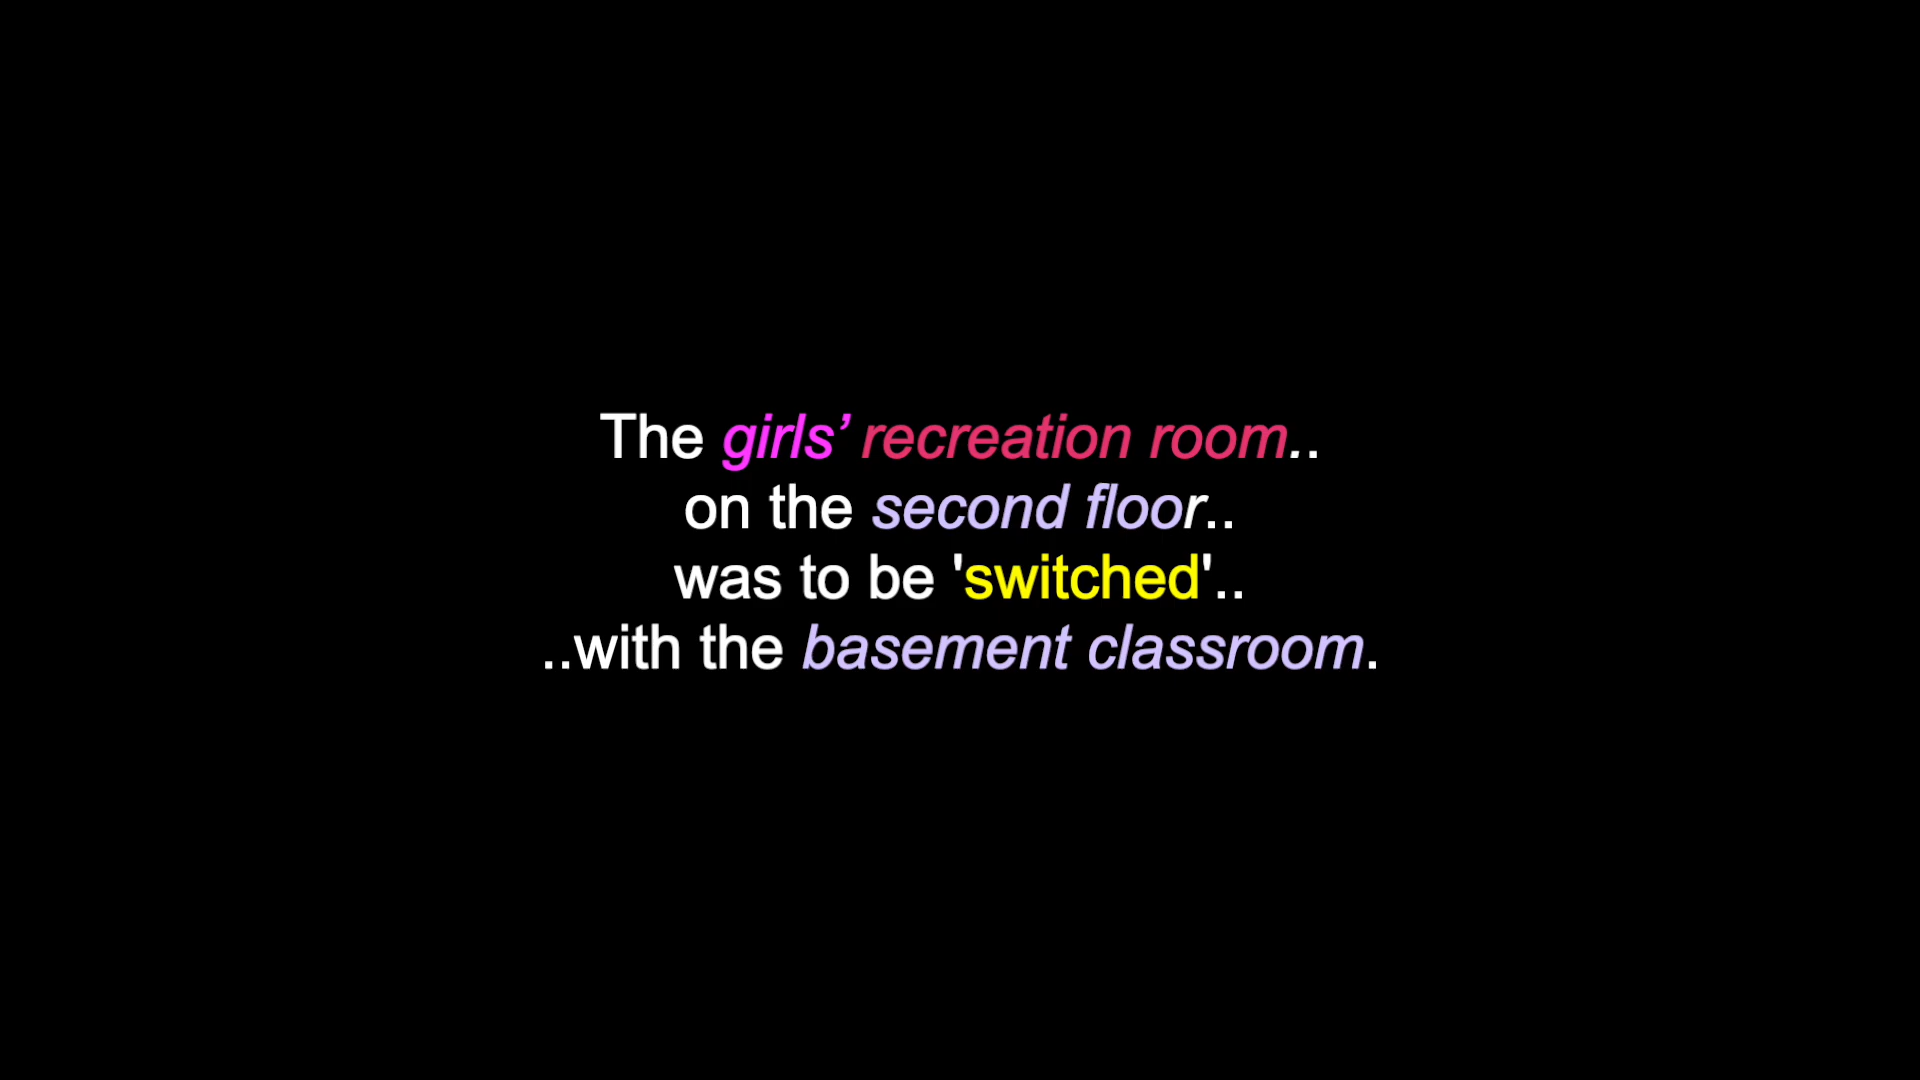 The girls’ recreation room..
on the second floor..
was to be 'switched'..
..with the basement classroom.